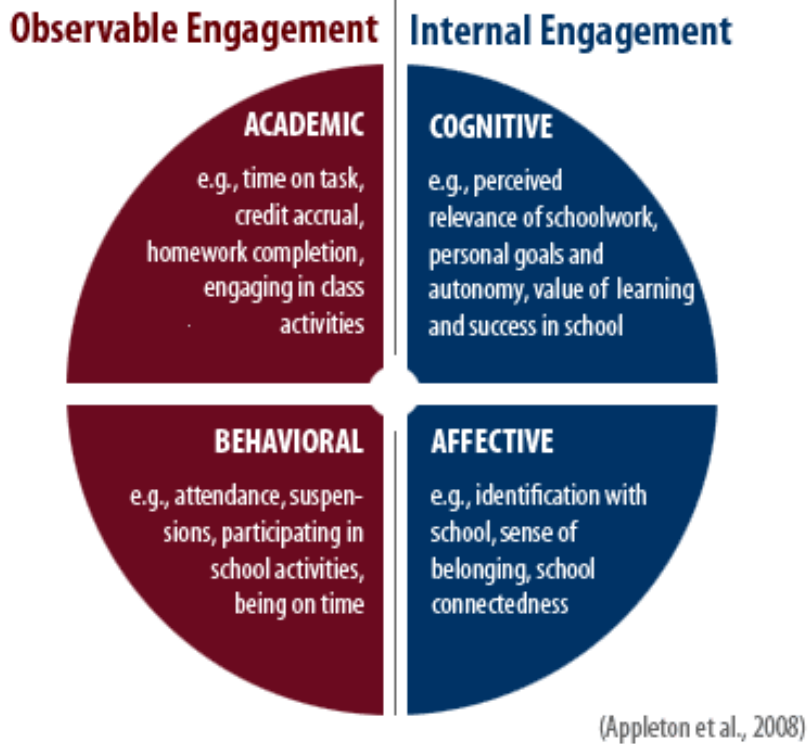 Observable Engagement
Internal Engagement
ACADEMIC
e.g., time on task,
credit accrual,
homework completion,
engaging in class
activities
COGNITIVE
e.g., perceived
relevance of schoolwork,
personal goals and
autonomy, value of learning
and success in school
BEHAVIORAL
e.g., attendance, suspen-
sions, participating in
school activities,
being on time
AFFECTIVE
e.g., identification with
school, sense of
belonging, school
connectedness
(Appleton et al., 2008)